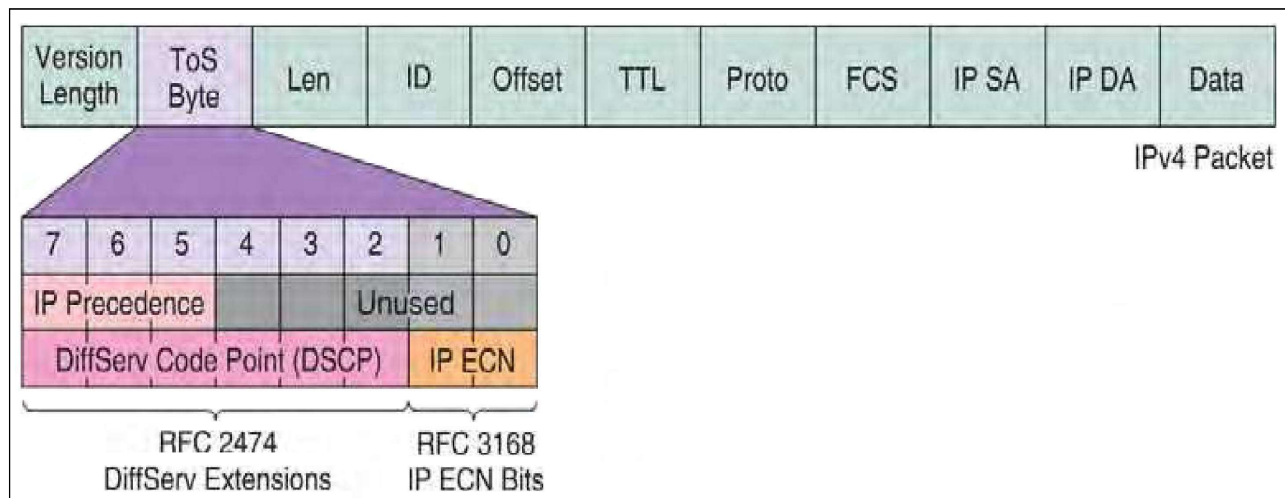 Version Length ToS Byte Len ID Offset TTL Proto FCS IP SA IP DA Data
IPv4 Packet
7 6 5 4 3 2 1 0
IP Precedence Unused
DiffServ Code Point (DSCP) IP ECN
RFC 2474 RFC 3168
DiffServ Extensions IP ECN Bits